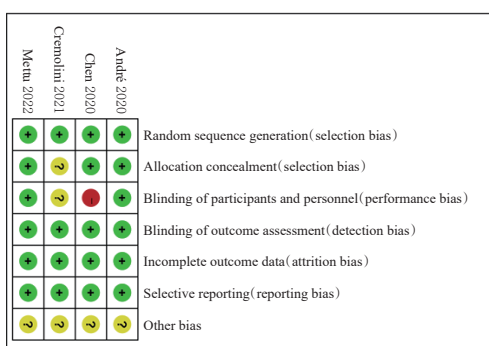 Mettu 2022
Cremolini 2021
Chen 2020
André 2020
+ + + + Random sequence generation(selection bias)
+ ? + + Allocation concealment(selection bias)
+ ? - + Blinding of participants and personnel(performance bias)
+ + + + Blinding of outcome assessment(detection bias)
+ + + + Incomplete outcome data(attrition bias)
+ + + + Selective reporting(reporting bias)
? ? ? ? Other bias